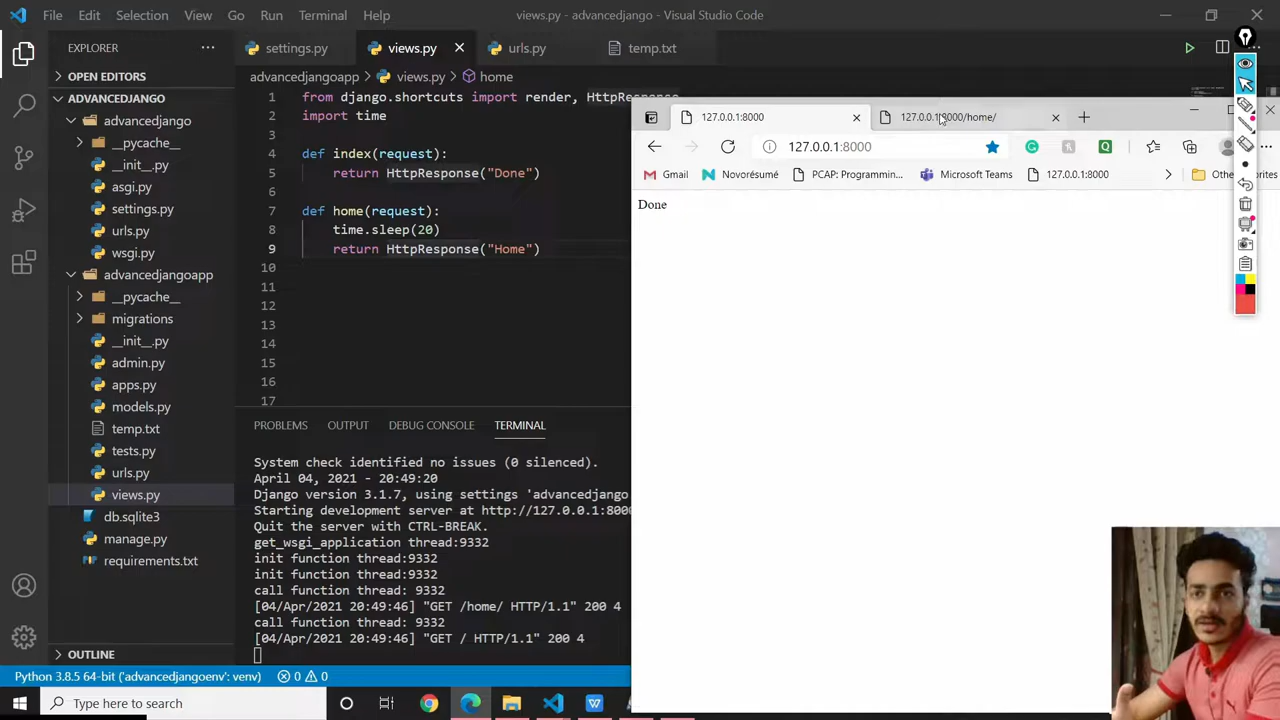 File Edit Selection View Go Run Terminal Help views.py - advancedjango - Visual Studio Code
EXPLORER
settings.py views.py urls.py temp.txt
OPEN EDITORS
ADVANCEDJANGO
advancedjango
__pycache__
__init__.py
asgi.py
settings.py
urls.py
wsgi.py
advancedjangoapp
__pycache__
migrations
__init__.py
admin.py
apps.py
models.py
temp.txt
tests.py
urls.py
views.py
db.sqlite3
manage.py
requirements.txt
OUTLINE
advancedjangoapp > views.py > home
1 from django.shortcuts import render, HttpResponse
2 import time
3
4 def index(request):
5 return HttpResponse("Done")
6
7 def home(request):
8 time.sleep(20)
9 return HttpResponse("Home")
10
11
12
13
14
15
16
17
PROBLEMS OUTPUT DEBUG CONSOLE TERMINAL
System check identified no issues (0 silenced).
April 04, 2021 - 20:49:20
Django version 3.1.7, using settings 'advancedjango
Starting development server at http://127.0.0.1:8000
Quit the server with CTRL-BREAK.
get_wsgi_application thread:9332
init function thread:9332
init function thread:9332
call function thread: 9332
[04/Apr/2021 20:49:46] "GET /home/ HTTP/1.1" 200 4
call function thread: 9332
[04/Apr/2021 20:49:46] "GET / HTTP/1.1" 200 4
127.0.0.1:8000 127.0.0.1:8000/home/
127.0.0.1:8000
Gmail Novorésumé PCAP: Programmin... Microsoft Teams 127.0.0.1:8000 Other favorites
Done
Python 3.8.5 64-bit ('advancedjangoenv': venv) 0 0
Type here to search